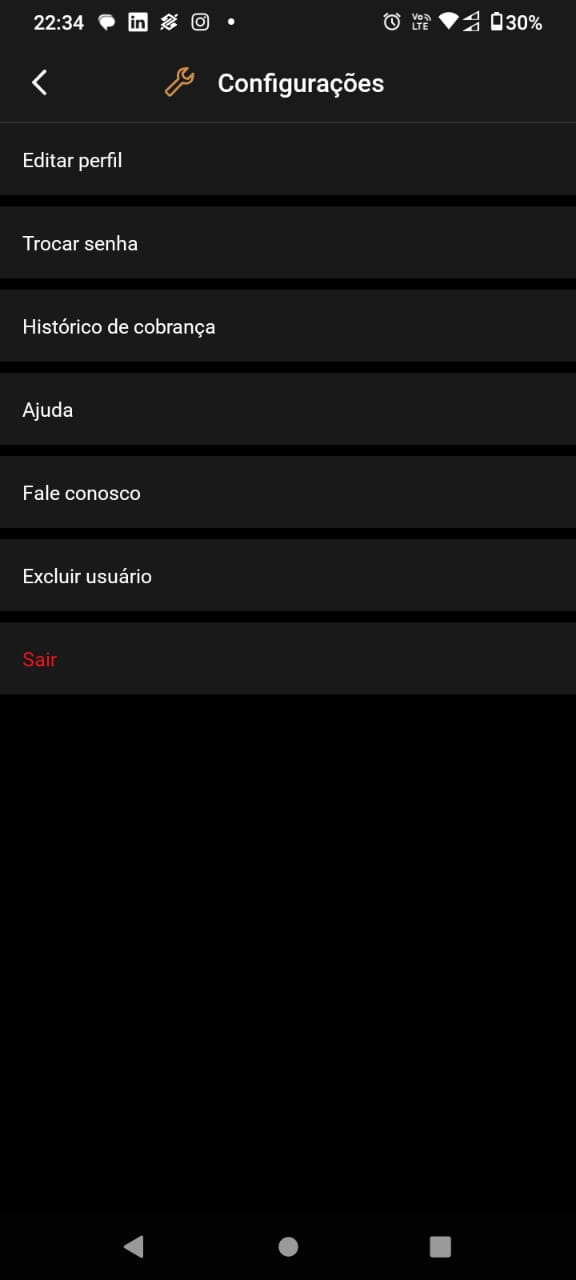 22:34 in Vo LTE 30%
Configurações
Editar perfil
Trocar senha
Histórico de cobrança
Ajuda
Fale conosco
Excluir usuário
Sair